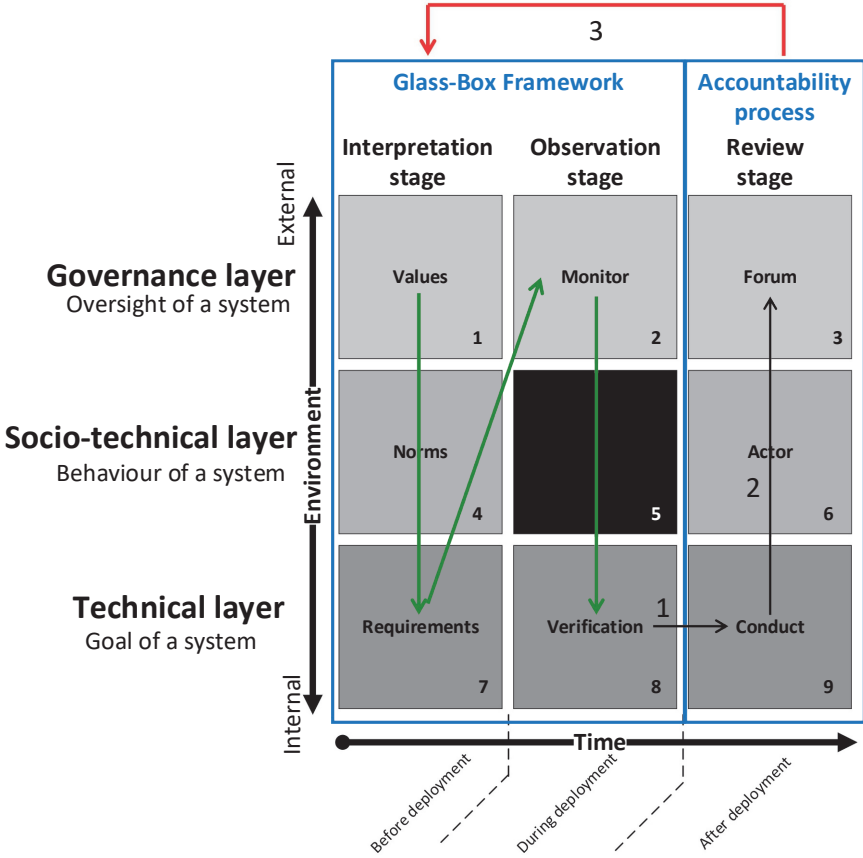 3
Glass-Box Framework
Accountability
process
Interpretation
stage
Observation
stage
Review
stage
External
Governance layer
Oversight of a system
Values
1
Monitor
2
Forum
3
Environment
Socio-technical layer
Behaviour of a system
Norms
4
5
Actor
2
6
Technical layer
Goal of a system
Requirements
7
Verification
8
1
Conduct
9
Internal
Time
Before deployment
During deployment
After deployment